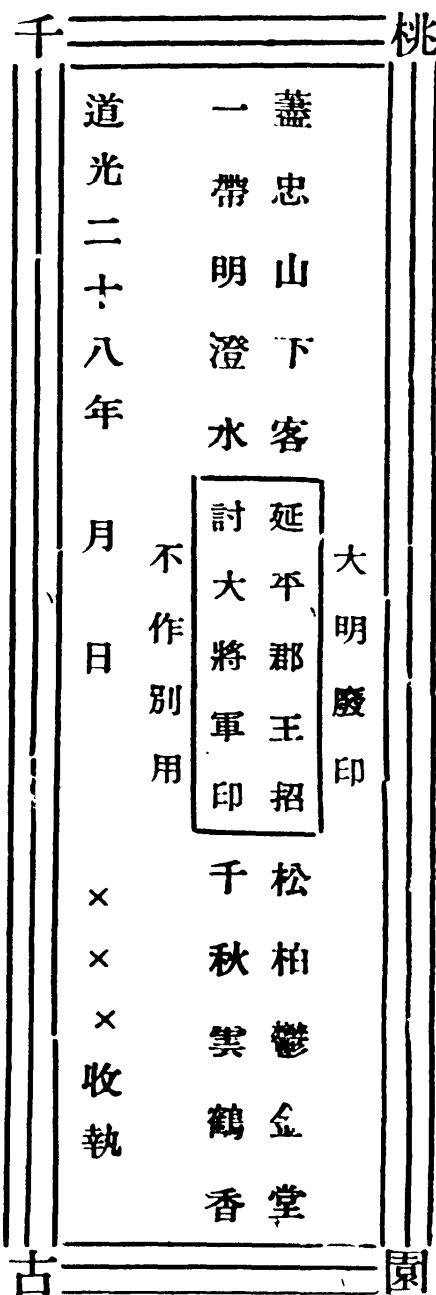 桃園
千古
蓋忠山下客
松柏鬱金堂
一帶明澄水
千秋雲鶴香
大明廢印
延平郡王招
討大將軍印
不作別用
道光二十八年 月 日 ×××收執